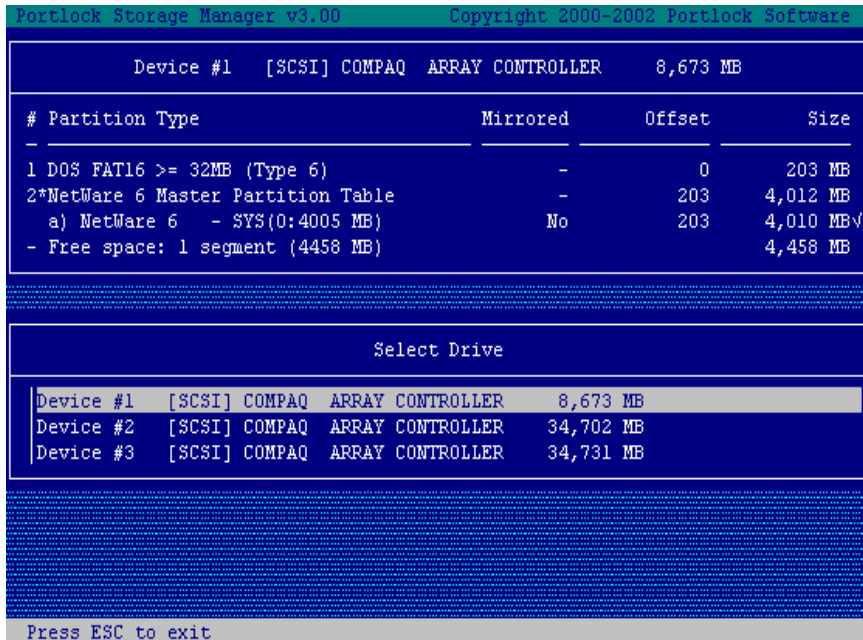 Portlock Storage Manager v3.00 Copyright 2000-2002 Portlock Software
Device #1 [SCSI] COMPAQ ARRAY CONTROLLER 8,673 MB
# Partition Type Mirrored Offset Size
1 DOS FAT16 >= 32MB (Type 6) - 0 203 MB
2*NetWare 6 Master Partition Table - 203 4,012 MB
a) NetWare 6 - SYS(0:4005 MB) No 203 4,010 MB√
- Free space: 1 segment (4458 MB) 4,458 MB
Select Drive
Device #1 [SCSI] COMPAQ ARRAY CONTROLLER 8,673 MB
Device #2 [SCSI] COMPAQ ARRAY CONTROLLER 34,702 MB
Device #3 [SCSI] COMPAQ ARRAY CONTROLLER 34,731 MB
Press ESC to exit